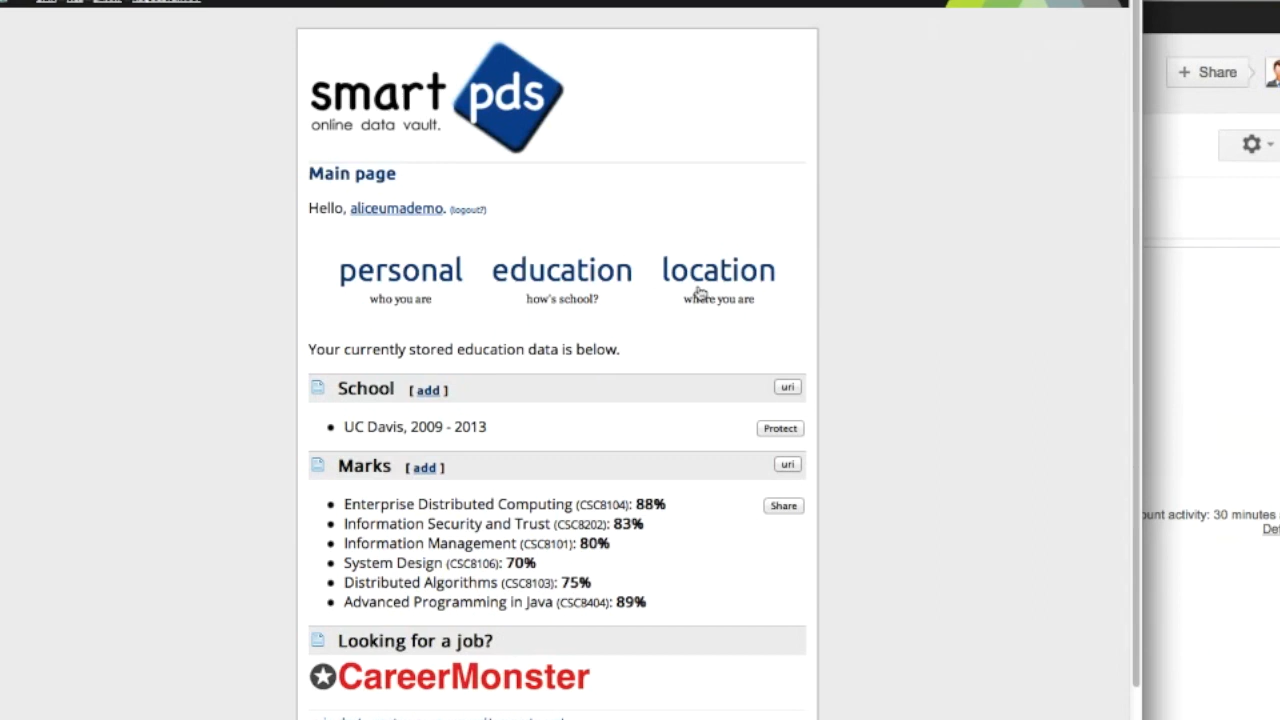 smart pds
online data vault.
+ Share
Main page
Hello, aliceumademo. (logout?)
personal education location
who you are how's school? where you are
Your currently stored education data is below.
School [ add ] uri
UC Davis, 2009 - 2013 Protect
Marks [ add ] uri
Enterprise Distributed Computing (CSC8104): 88% Share
Information Security and Trust (CSC8202): 83%
ount activity: 30 minutes
Information Management (CSC8101): 80%
System Design (CSC8106): 70%
Distributed Algorithms (CSC8103): 75%
Advanced Programming in Java (CSC8404): 89%
Looking for a job?
CareerMonster